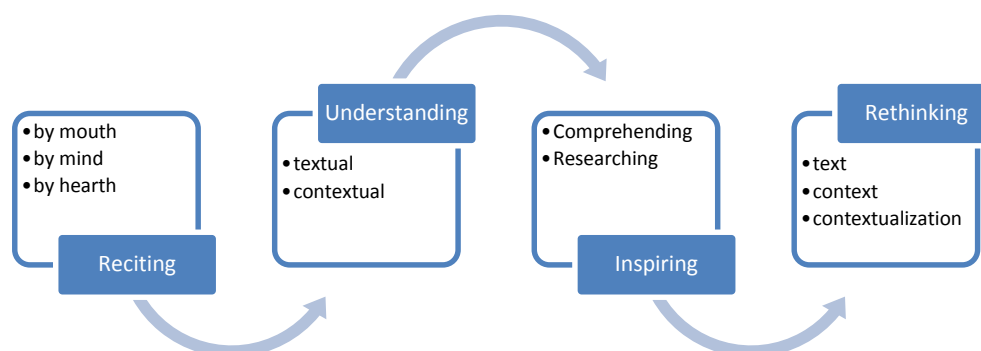 • by mouth
• by mind
• by hearth
Reciting
Understanding
• textual
• contextual
• Comprehending
• Researching
Inspiring
Rethinking
• text
• context
• contextualization